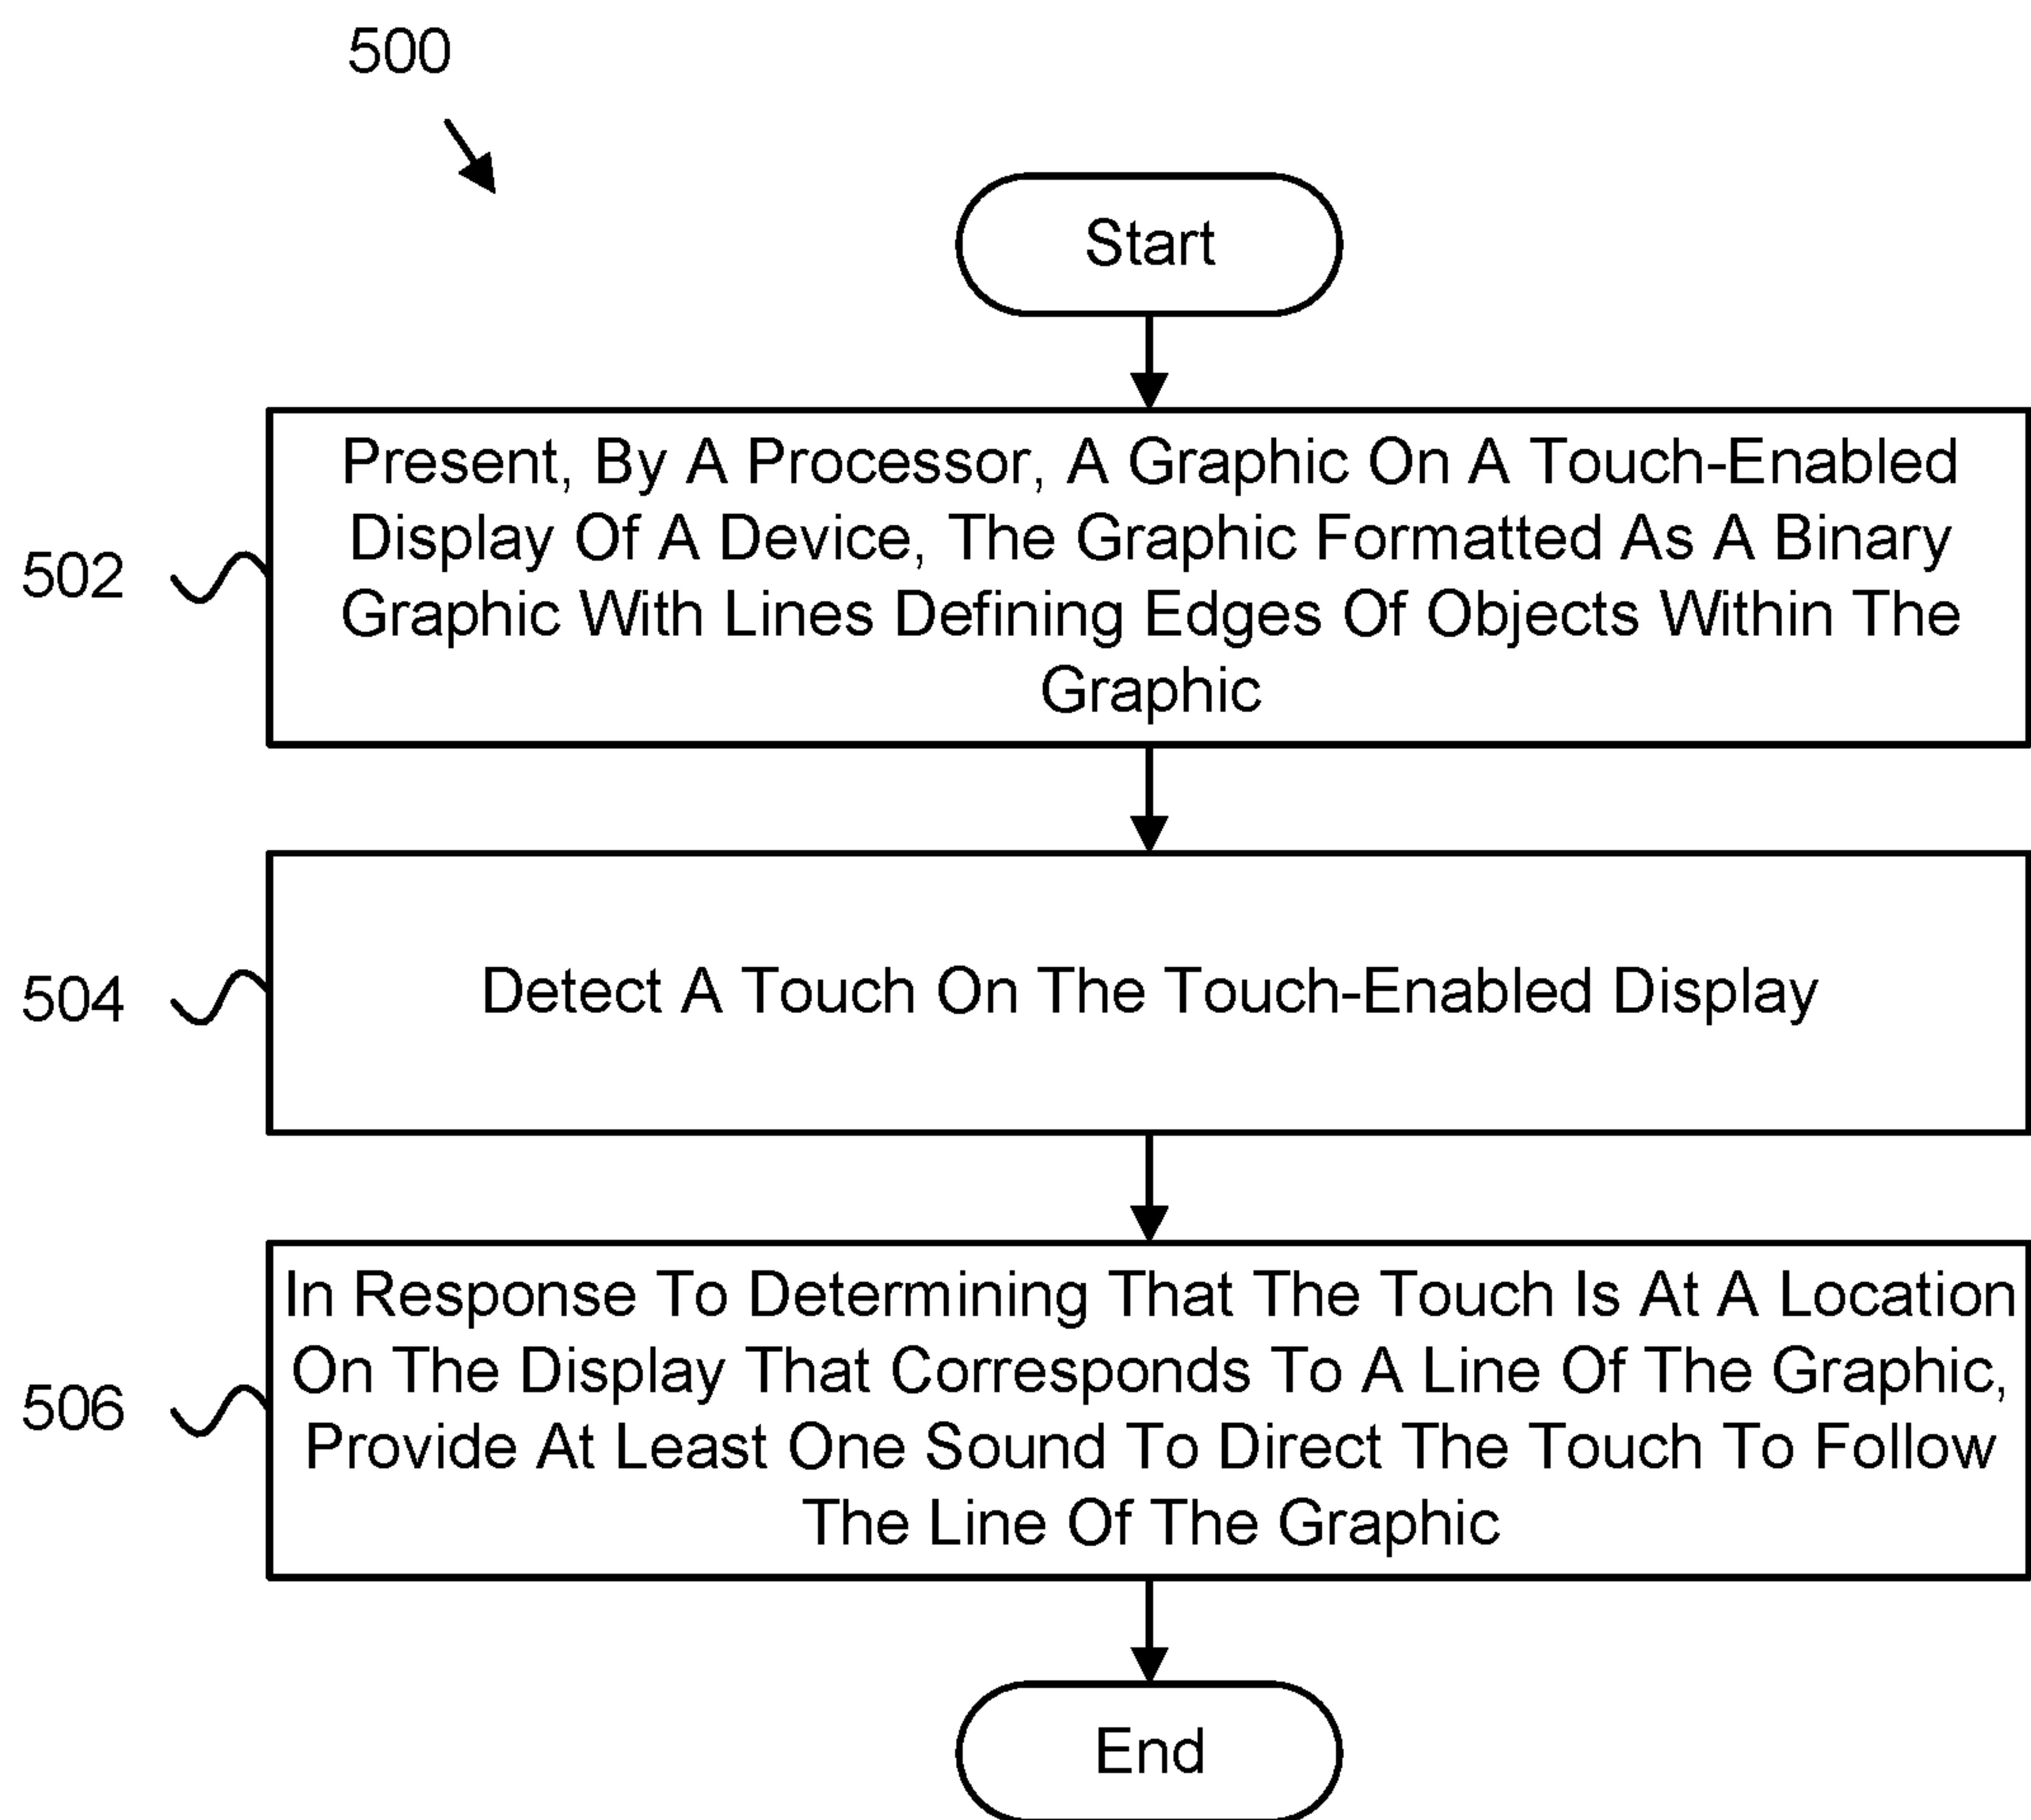 500
Start
Present, By A Processor, A Graphic On A Touch-Enabled
Display Of A Device, The Graphic Formatted As A Binary
Graphic With Lines Defining Edges Of Objects Within The
Graphic
502
Detect A Touch On The Touch-Enabled Display
504
In Response To Determining That The Touch Is At A Location
On The Display That Corresponds To A Line Of The Graphic,
Provide At Least One Sound To Direct The Touch To Follow
The Line Of The Graphic
506
End